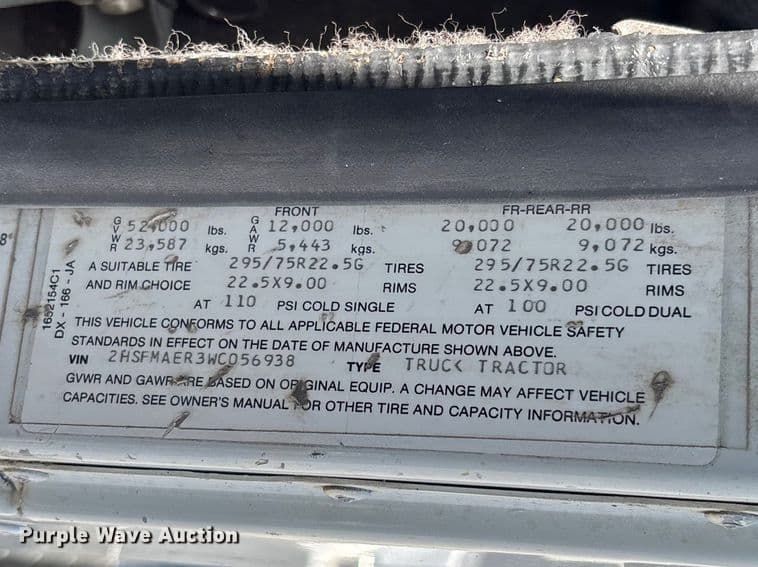 FRONT FR-REAR-RR
GVWR 52,000 lbs. GAWR 12,000 lbs. 20,000 20,000 lbs.
23,587 kgs. 5,443 kgs. 9,072 9,072 kgs.
A SUITABLE TIRE 295/75R22.5G TIRES 295/75R22.5G TIRES
AND RIM CHOICE 22.5X9.00 RIMS 22.5X9.00 RIMS
AT 110 PSI COLD SINGLE AT 100 PSI COLD DUAL
THIS VEHICLE CONFORMS TO ALL APPLICABLE FEDERAL MOTOR VEHICLE SAFETY
STANDARDS IN EFFECT ON THE DATE OF MANUFACTURE SHOWN ABOVE.
VIN 2HSFMAER3WC056938 TYPE TRUCK TRACTOR
GVWR AND GAWR ARE BASED ON ORIGINAL EQUIP. A CHANGE MAY AFFECT VEHICLE
CAPACITIES. SEE OWNER'S MANUAL FOR OTHER TIRE AND CAPACITY INFORMATION.
1652154C1
DX - 166 - JA
8"
Purple Wave Auction